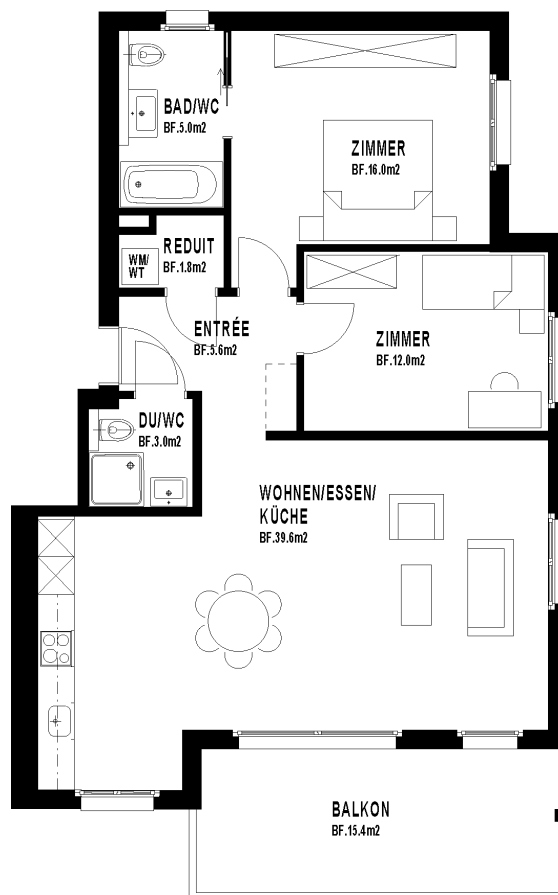 BAD/WC
BF.5.0m2
ZIMMER
BF.16.0m2
REDUIT
BF.1.8m2
WM/
WT
ENTRÉE
BF.5.6m2
ZIMMER
BF.12.0m2
DU/WC
BF.3.0m2
WOHNEN/ESSEN/
KÜCHE
BF.39.6m2
BALKON
BF.15.4m2